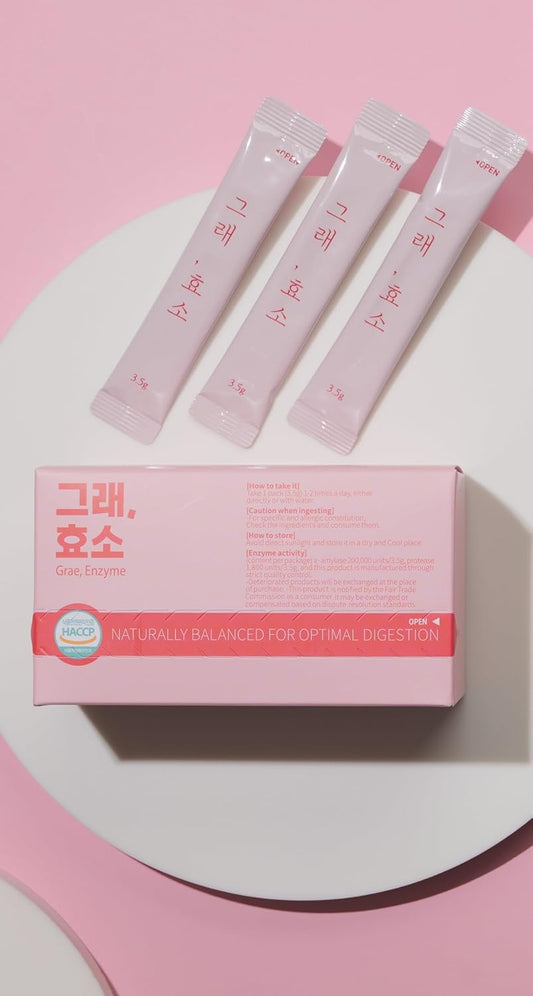 ◀OPEN
그래, 효소
3.5g
◀OPEN
그래, 효소
3.5g
◀OPEN
그래, 효소
3.5g
그래,
효소
Grae, Enzyme
[How to take it]
Take 1 pack (3.5g) 1-2 times a day, either
directly or with water.
[Caution when ingesting]
-For specific and allergic constitution,
Check the ingredients and consume them.
[How to store]
Avoid direct sunlight and store it in a dry and Cool place
[Enzyme activity]
(content per package) α- amylase 200,000 units/3.5g, protease
1,800 units/3.5g, and this product is manufactured through
strict quality control.
-Deteriorated products will be exchanged at the place
of purchase. -This product is notified by the Fair Trade
Commission in a consumer. It may be exchanged or
compensated based on dispute resolution standards.
OPEN ◀
HACCP
NATURALLY BALANCED FOR OPTIMAL DIGESTION